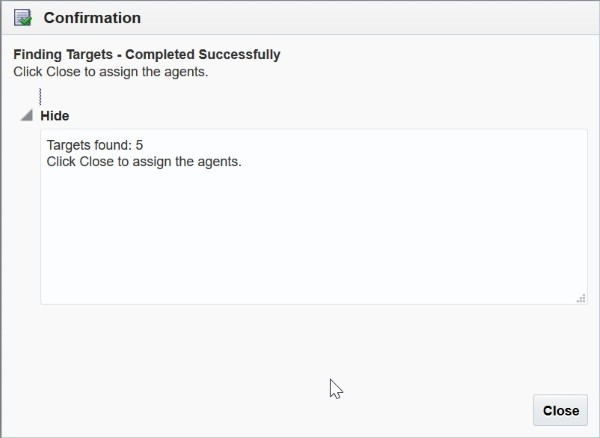 Confirmation
Finding Targets - Completed Successfully
Click Close to assign the agents.
Hide
Targets found: 5
Click Close to assign the agents.
Close